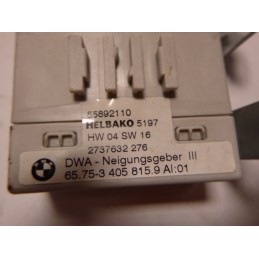 55892110
HELBAKO 5197
HW 04 SW 16
2737632 276
DWA - Neigungsgeber III
65.75-3 405 815.9 AI:01